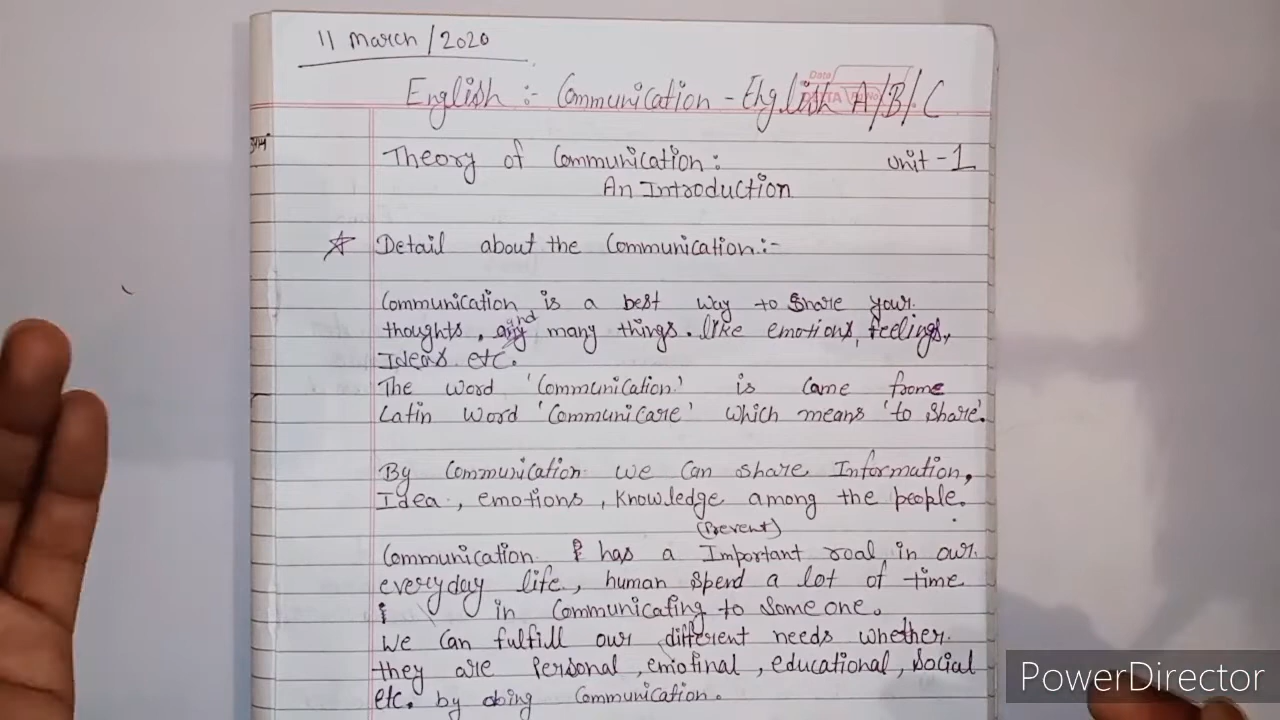 11 March/2020
English :- Communication - English A/B/C
Theory of Communication: Unit-1
An Introduction
☆ Detail about the Communication:-
Communication is a best way to Share your
thoughts, and many things. like emotions, feelings,
Ideas etc.
The word 'Communication' is came frome
Latin word 'Communicare' which means 'to Share'.
By Communication we can share Information,
Idea, emotions, knowledge among the people.
(Prevent)
Communication has a Important roal in our
everyday life, human spend a lot of time
in Communicating to some one.
We can fulfill our different needs whether
they are Personal, emotinal, educational, social
etc. by doing Communication.
PowerDirector